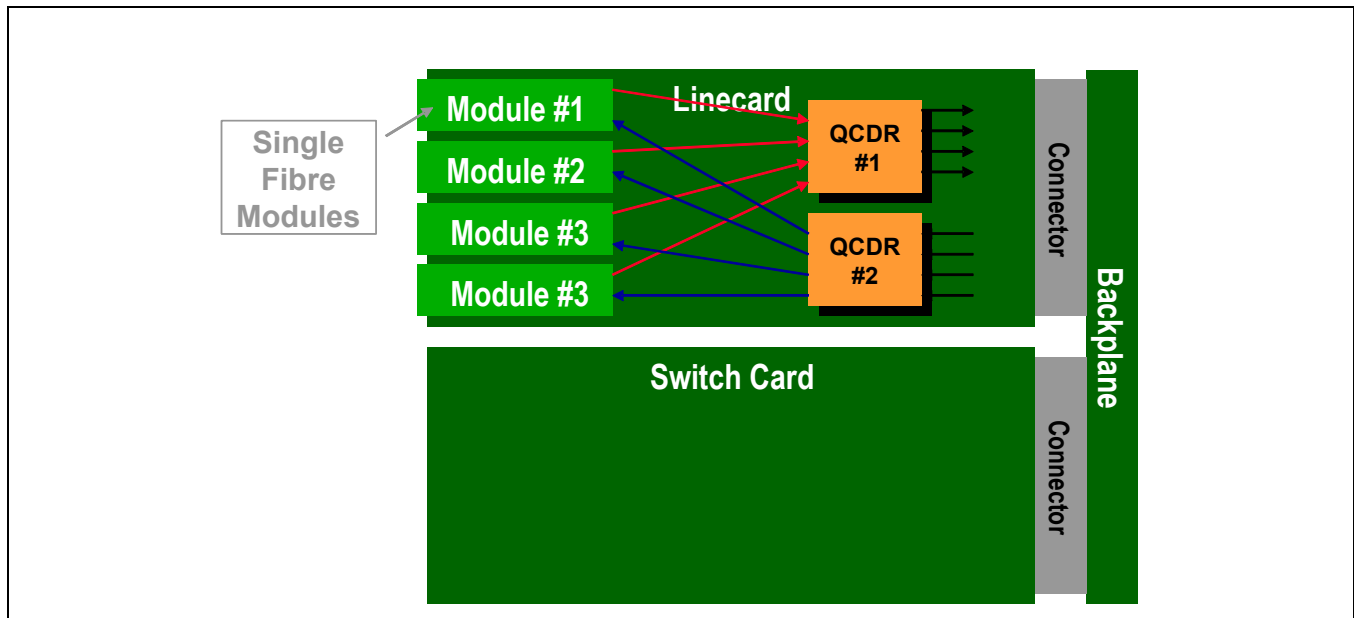 Linecard
Module #1
Module #2
Module #3
Module #3
Single
Fibre
Modules
QCDR
#1
QCDR
#2
Connector
Backplane
Switch Card
Connector